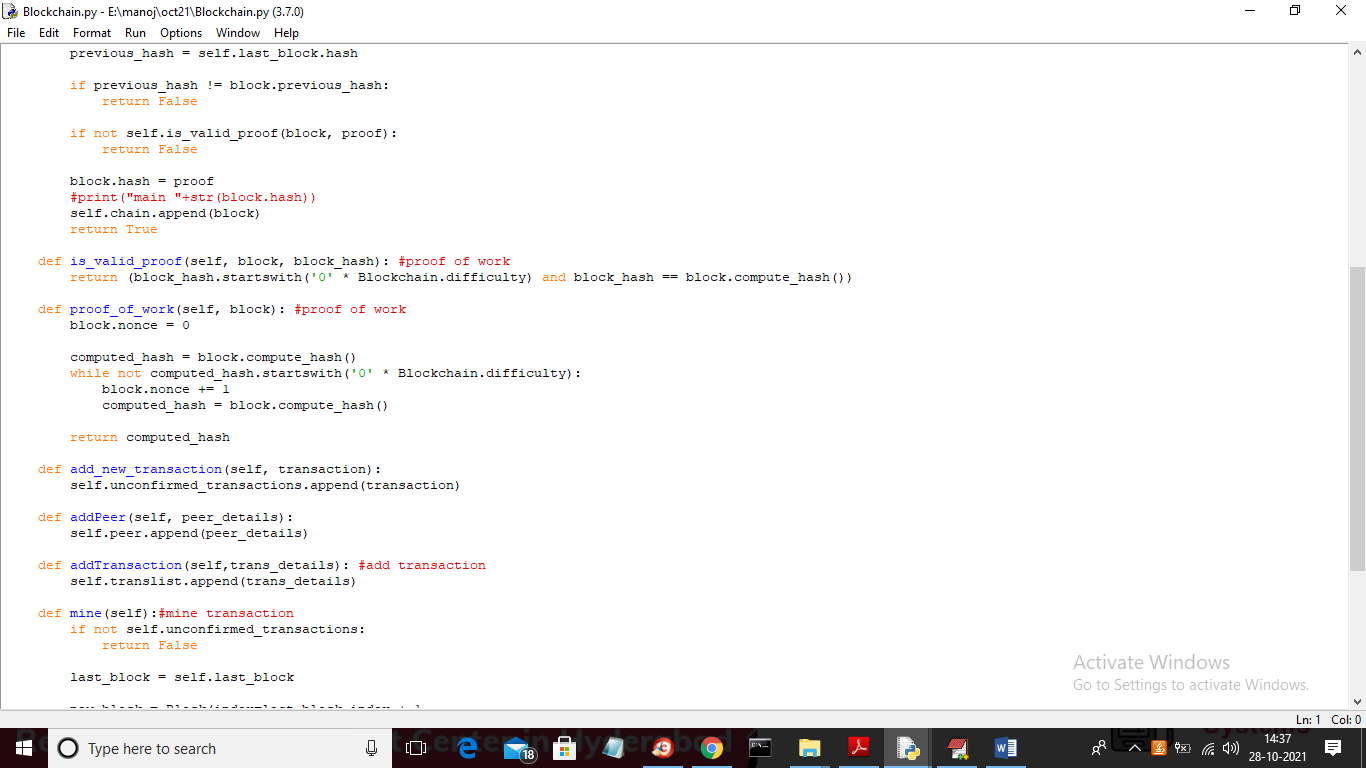 Blockchain.py - E:\manoj\oct21\Blockchain.py (3.7.0)
File Edit Format Run Options Window Help
previous_hash = self.last_block.hash
if previous_hash != block.previous_hash:
return False
if not self.is_valid_proof(block, proof):
return False
block.hash = proof
#print("main "+str(block.hash))
self.chain.append(block)
return True
def is_valid_proof(self, block, block_hash): #proof of work
return (block_hash.startswith('0' * Blockchain.difficulty) and block_hash == block.compute_hash())
def proof_of_work(self, block): #proof of work
block.nonce = 0
computed_hash = block.compute_hash()
while not computed_hash.startswith('0' * Blockchain.difficulty):
block.nonce += 1
computed_hash = block.compute_hash()
return computed_hash
def add_new_transaction(self, transaction):
self.unconfirmed_transactions.append(transaction)
def addPeer(self, peer_details):
self.peer.append(peer_details)
def addTransaction(self,trans_details): #add transaction
self.translist.append(trans_details)
def mine(self):#mine transaction
if not self.unconfirmed_transactions:
return False
last_block = self.last_block
Activate Windows
Go to Settings to activate Windows.
Ln: 1 Col: 0
Type here to search
18
14:37
28-10-2021